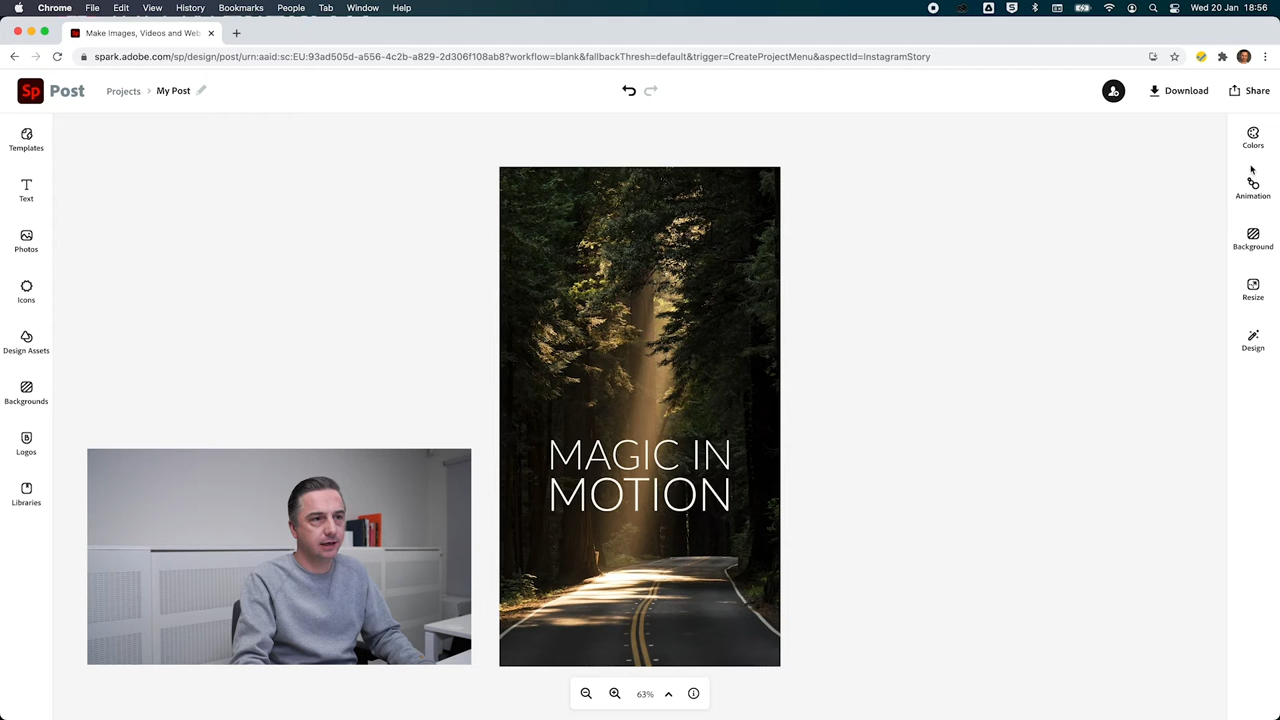 Chrome File Edit View History Bookmarks People Tab Window Help
Wed 20 Jan 18:56
Make Images, Videos and Web
spark.adobe.com/sp/design/post/urn:aaid:sc:EU:93ad505d-a556-4c2b-a829-2d306f108ab8?workflow=blank&fallbackThresh=default&trigger=CreateProjectMenu&aspectId=InstagramStory
Sp Post
Projects > My Post
Download
Share
Templates
Text
Photos
Icons
Design Assets
Backgrounds
Logos
Libraries
MAGIC IN
MOTION
Colors
Animation
Background
Resize
Design
63%